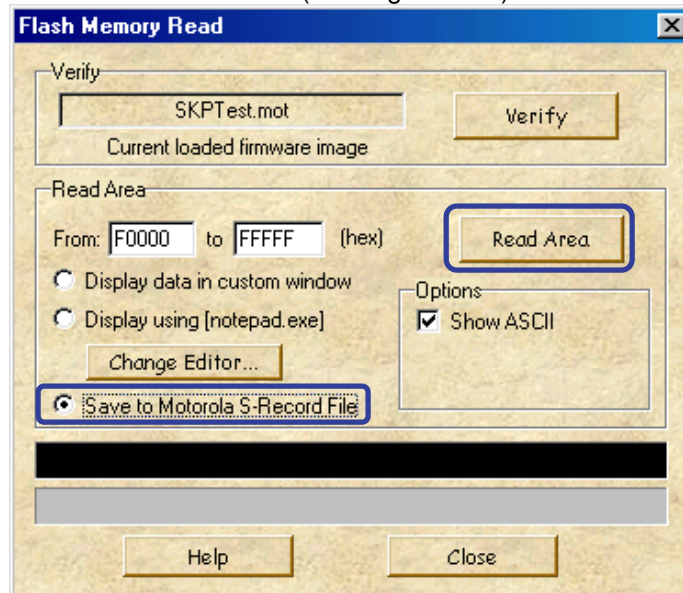 Flash Memory Read
Verify
SKPTest.mot
Verify
Current loaded firmware image
Read Area
From: F0000 to FFFFF (hex)
Read Area
Display data in custom window
Options
Display using [notepad.exe]
Show ASCII
Change Editor...
Save to Motorola S-Record File
Help
Close